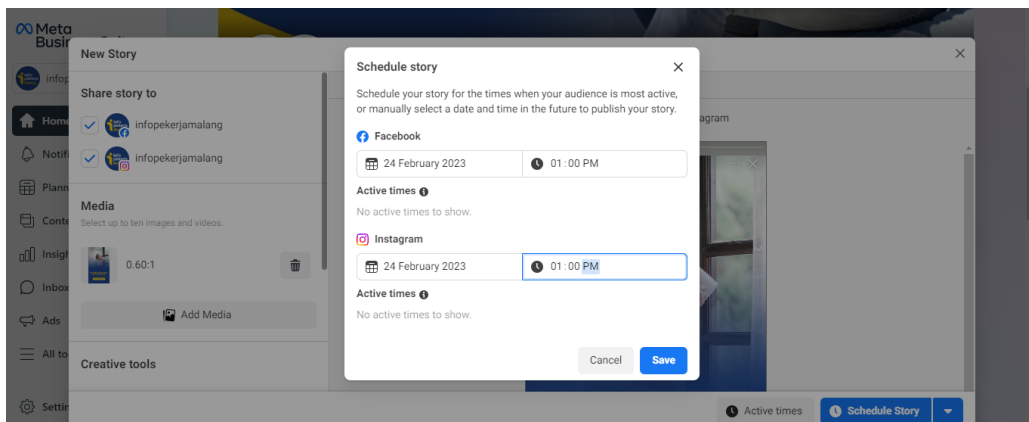 Meta
Busin
infop
Home
Notifi
Plann
Conte
Insigh
Inbox
Ads
All to
Settin
New Story
Share story to
infopekerjamalang
infopekerjamalang
Media
Select up to ten images and videos.
0.60:1
Add Media
Creative tools
agram
Schedule story
Schedule your story for the times when your audience is most active,
or manually select a date and time in the future to publish your story.
Facebook
24 February 2023 01:00 PM
Active times
No active times to show.
Instagram
24 February 2023 01:00 PM
Active times
No active times to show.
Cancel Save
Active times Schedule Story